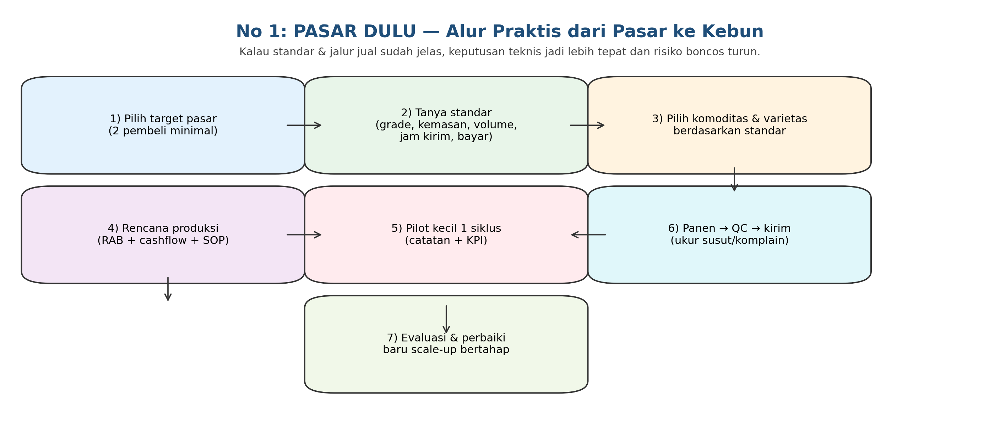 No 1: PASAR DULU — Alur Praktis dari Pasar ke Kebun
Kalau standar & jalur jual sudah jelas, keputusan teknis jadi lebih tepat dan risiko boncos turun.
1) Pilih target pasar
(2 pembeli minimal)
2) Tanya standar
(grade, kemasan, volume,
jam kirim, bayar)
3) Pilih komoditas & varietas
berdasarkan standar
4) Rencana produksi
(RAB + cashflow + SOP)
5) Pilot kecil 1 siklus
(catatan + KPI)
6) Panen → QC → kirim
(ukur susut/komplain)
7) Evaluasi & perbaiki
baru scale-up bertahap